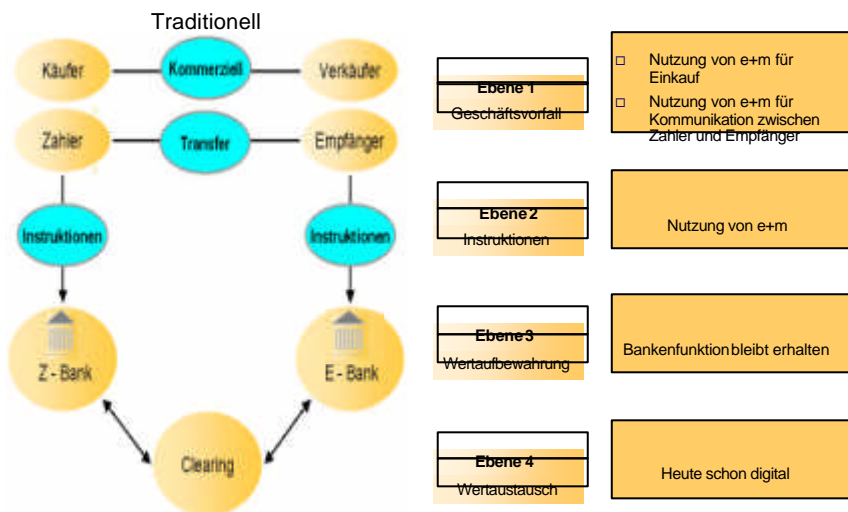 Traditionell
Käufer
Kommerziell
Verkäufer
Zahler
Transfer
Empfänger
Instruktionen
Instruktionen
Z - Bank
E - Bank
Clearing
Ebene 1
Geschäftsvorfall
Nutzung von e+m für
Einkauf
Nutzung von e+m für
Kommunikation zwischen
Zahler und Empfänger
Ebene 2
Instruktionen
Nutzung von e+m
Ebene 3
Wertaufbewahrung
Bankenfunktion bleibt erhalten
Ebene 4
Wertaustausch
Heute schon digital